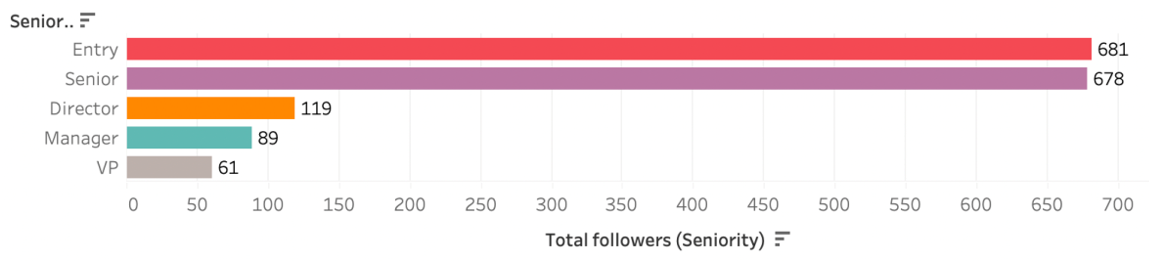 Senior..
Entry 681
Senior 678
Director 119
Manager 89
VP 61
0 50 100 150 200 250 300 350 400 450 500 550 600 650 700
Total followers (Seniority)